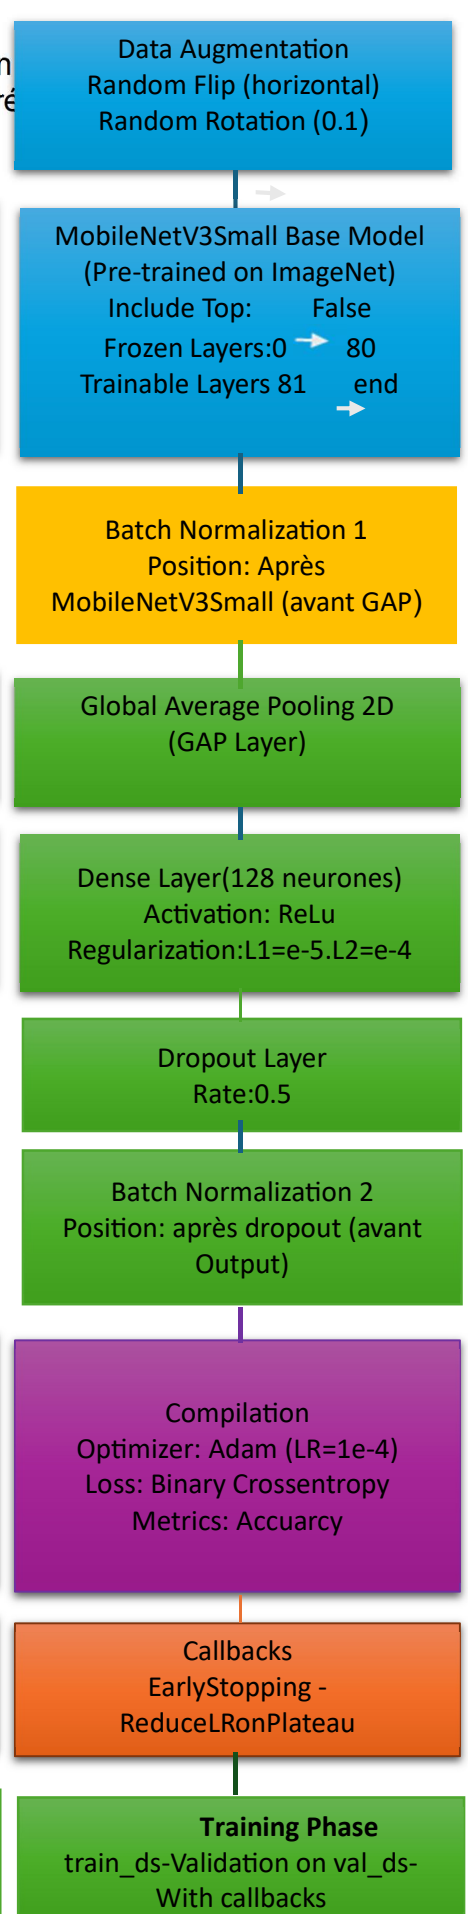 Data Augmentation
Random Flip (horizontal)
Random Rotation (0.1)
MobileNetV3Small Base Model
(Pre-trained on ImageNet)
Include Top: False
Frozen Layers:0 80
Trainable Layers 81 end
Batch Normalization 1
Position: Après
MobileNetV3Small (avant GAP)
Global Average Pooling 2D
(GAP Layer)
Dense Layer(128 neurones)
Activation: ReLu
Regularization:L1=e-5.L2=e-4
Dropout Layer
Rate:0.5
Batch Normalization 2
Position: après dropout (avant
Output)
Compilation
Optimizer: Adam (LR=1e-4)
Loss: Binary Crossentropy
Metrics: Accuarcy
Callbacks
EarlyStopping -
ReduceLRonPlateau
Training Phase
train_ds-Validation on val_ds-
With callbacks